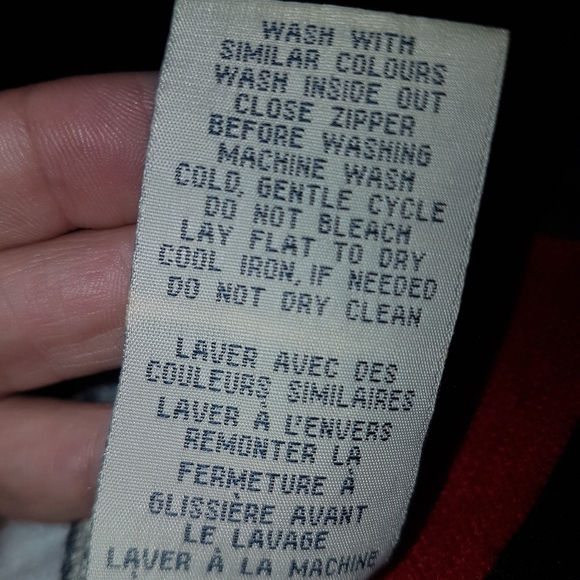 WASH WITH
SIMILAR COLOURS
WASH INSIDE OUT
CLOSE ZIPPER
BEFORE WASHING
MACHINE WASH
COLD, GENTLE CYCLE
DO NOT BLEACH
LAY FLAT TO DRY
COOL IRON, IF NEEDED
DO NOT DRY CLEAN
LAVER AVEC DES
COULEURS SIMILAIRES
LAVER À L'ENVERS
REMONTER LA
FERMETURE À
GLISSIÈRE AVANT
LE LAVAGE
LAVER À LA MACHINE